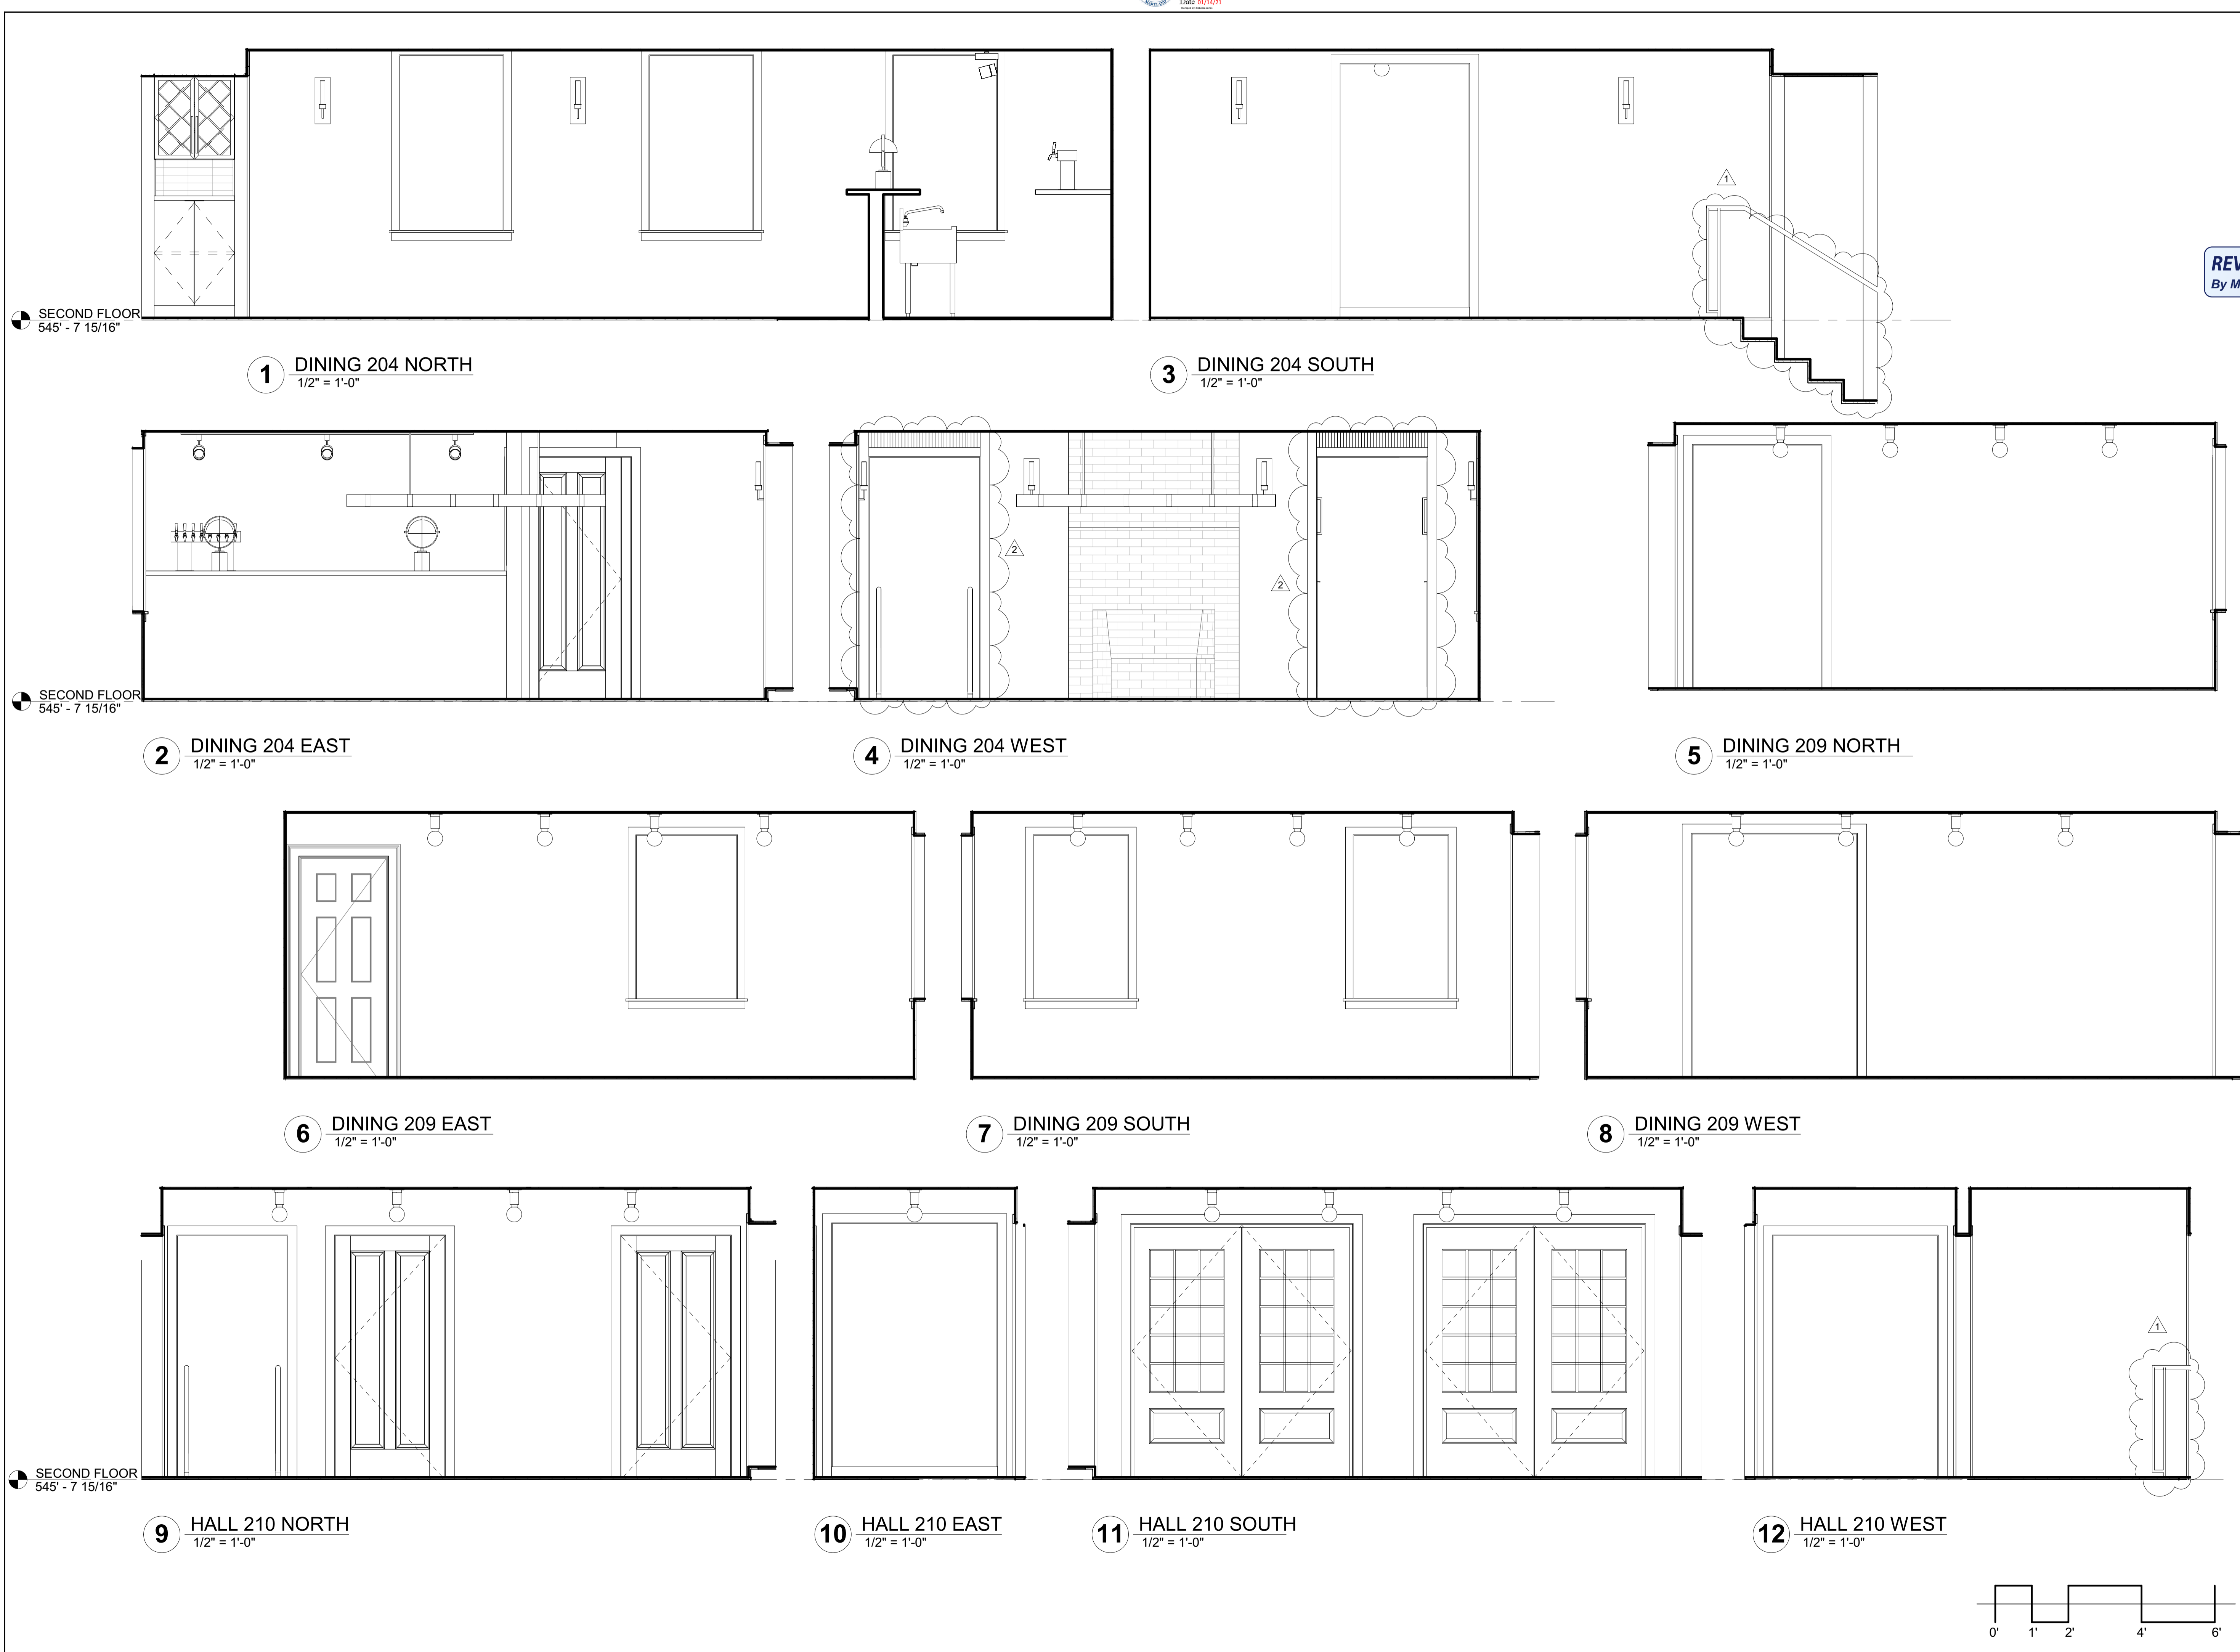 MARYLAND
Date 01/14/21
REV
By M
SECOND FLOOR
545' - 7 15/16"
1
DINING 204 NORTH
1/2" = 1'-0"
1
3
DINING 204 SOUTH
1/2" = 1'-0"
2
2
SECOND FLOOR
545' - 7 15/16"
2
DINING 204 EAST
1/2" = 1'-0"
4
DINING 204 WEST
1/2" = 1'-0"
5
DINING 209 NORTH
1/2" = 1'-0"
6
DINING 209 EAST
1/2" = 1'-0"
7
DINING 209 SOUTH
1/2" = 1'-0"
8
DINING 209 WEST
1/2" = 1'-0"
1
SECOND FLOOR
545' - 7 15/16"
9
HALL 210 NORTH
1/2" = 1'-0"
10
HALL 210 EAST
1/2" = 1'-0"
11
HALL 210 SOUTH
1/2" = 1'-0"
12
HALL 210 WEST
1/2" = 1'-0"
0' 1' 2' 4' 6'